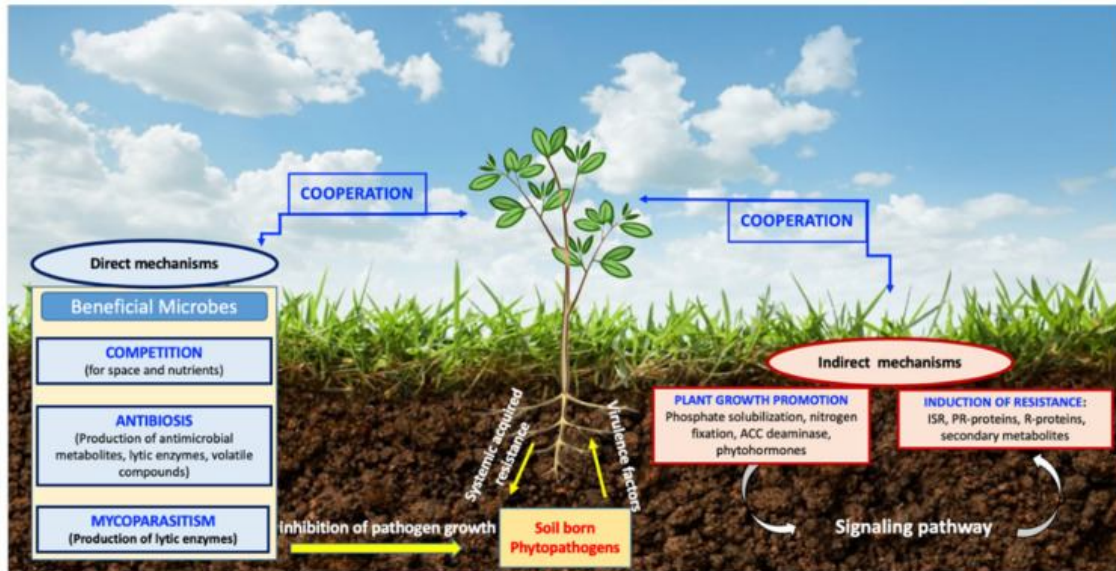 COOPERATION
COOPERATION
Direct mechanisms
Beneficial Microbes
COMPETITION
(for space and nutrients)
ANTIBIOSIS
(Production of antimicrobial
metabolites, lytic enzymes, volatile
compounds)
MYCOPARASITISM
(Production of lytic enzymes)
inhibition of pathogen growth
Systemic acquired
resistance
Virulence factors
Soil born
Phytopathogens
Indirect mechanisms
PLANT GROWTH PROMOTION
Phosphate solubilization, nitrogen
fixation, ACC deaminase,
phytohormones
INDUCTION OF RESISTANCE:
ISR, PR-proteins, R-proteins,
secondary metabolites
Signaling pathway